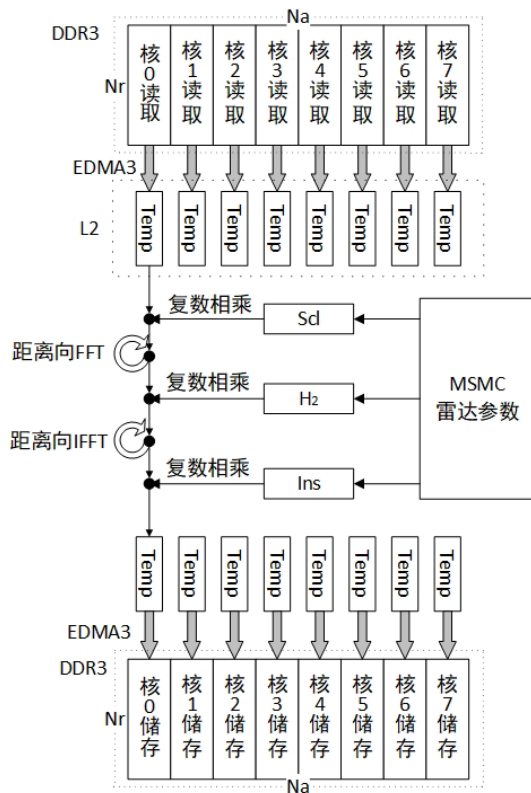 Na
DDR3
Nr
核0读取 核1读取 核2读取 核3读取 核4读取 核5读取 核6读取 核7读取
EDMA3
L2
Temp Temp Temp Temp Temp Temp Temp Temp
复数相乘
Scl
距离向FFT
复数相乘
H₂
MSMC
雷达参数
距离向IFFT
复数相乘
Ins
Temp Temp Temp Temp Temp Temp Temp Temp
EDMA3
DDR3
Nr
核0储存 核1储存 核2储存 核3储存 核4储存 核5储存 核6储存 核7储存
Na